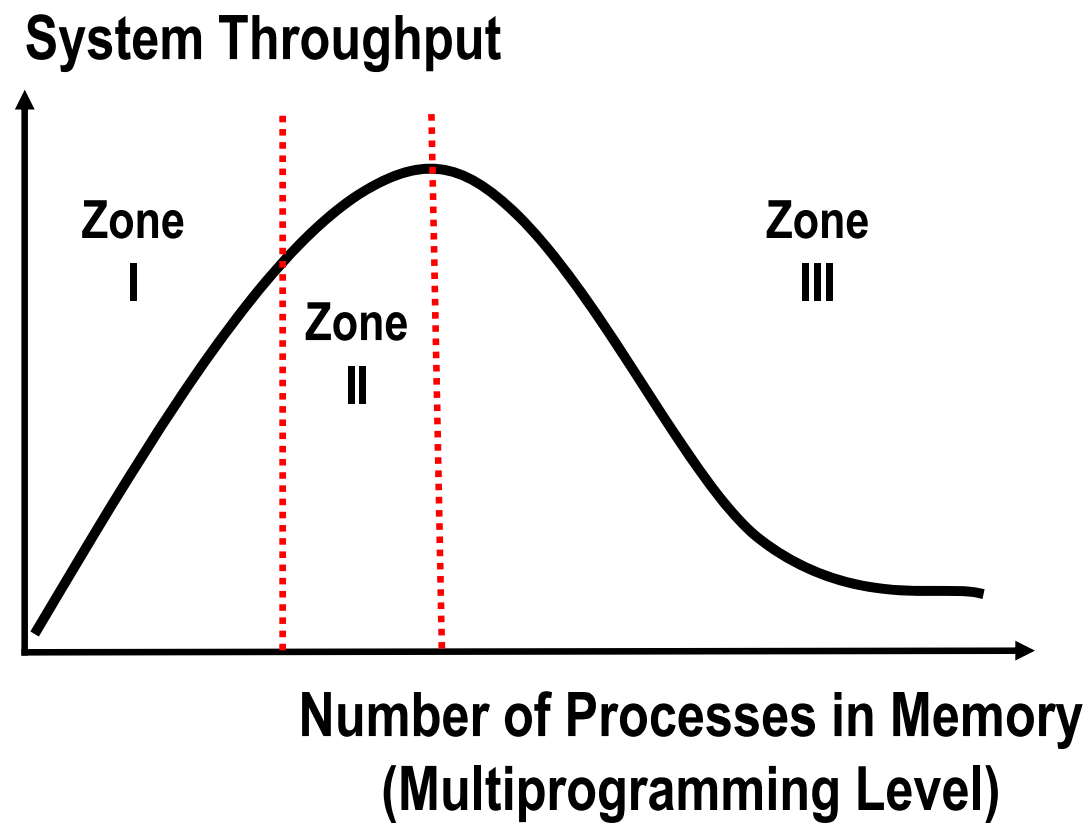 System Throughput
Zone
I
Zone
II
Zone
III
Number of Processes in Memory
(Multiprogramming Level)